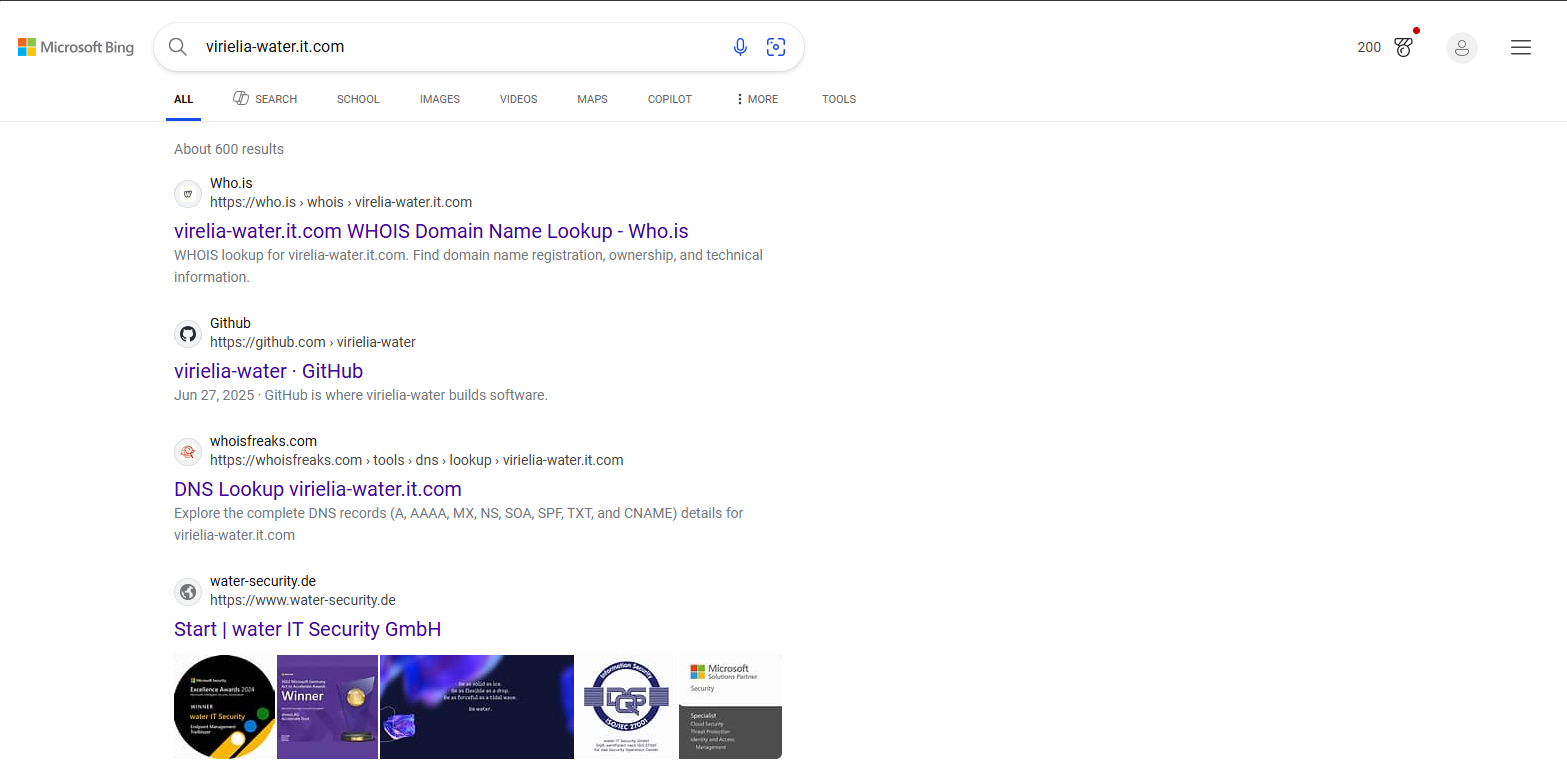 Microsoft Bing
virielia-water.it.com
200
ALL SEARCH SCHOOL IMAGES VIDEOS MAPS COPILOT MORE TOOLS
About 600 results
Who.is
https://who.is › whois › virelia-water.it.com
virelia-water.it.com WHOIS Domain Name Lookup - Who.is
WHOIS lookup for virelia-water.it.com. Find domain name registration, ownership, and technical
information.
Github
https://github.com › virielia-water
virielia-water · GitHub
Jun 27, 2025 · GitHub is where virielia-water builds software.
whoisfreaks.com
https://whoisfreaks.com › tools › dns › lookup › virielia-water.it.com
DNS Lookup virielia-water.it.com
Explore the complete DNS records (A, AAAA, MX, NS, SOA, SPF, TXT, and CNAME) details for
virielia-water.it.com
water-security.de
https://www.water-security.de
Start | water IT Security GmbH
Microsoft Security
Excellence Awards 2024
WINNER
water IT Security
Endpoint Management
Trailblazer
Winner
Be as solid as ice.
Be as flexible as a drop.
Be as forceful as a tidal wave.
Be water.
Information Security
DQS
ISO/IEC 27001
water IT Security GmbH
Microsoft
Solutions Partner
Security
Specialist
Cloud Security
Threat Protection
Identity and Access
Management